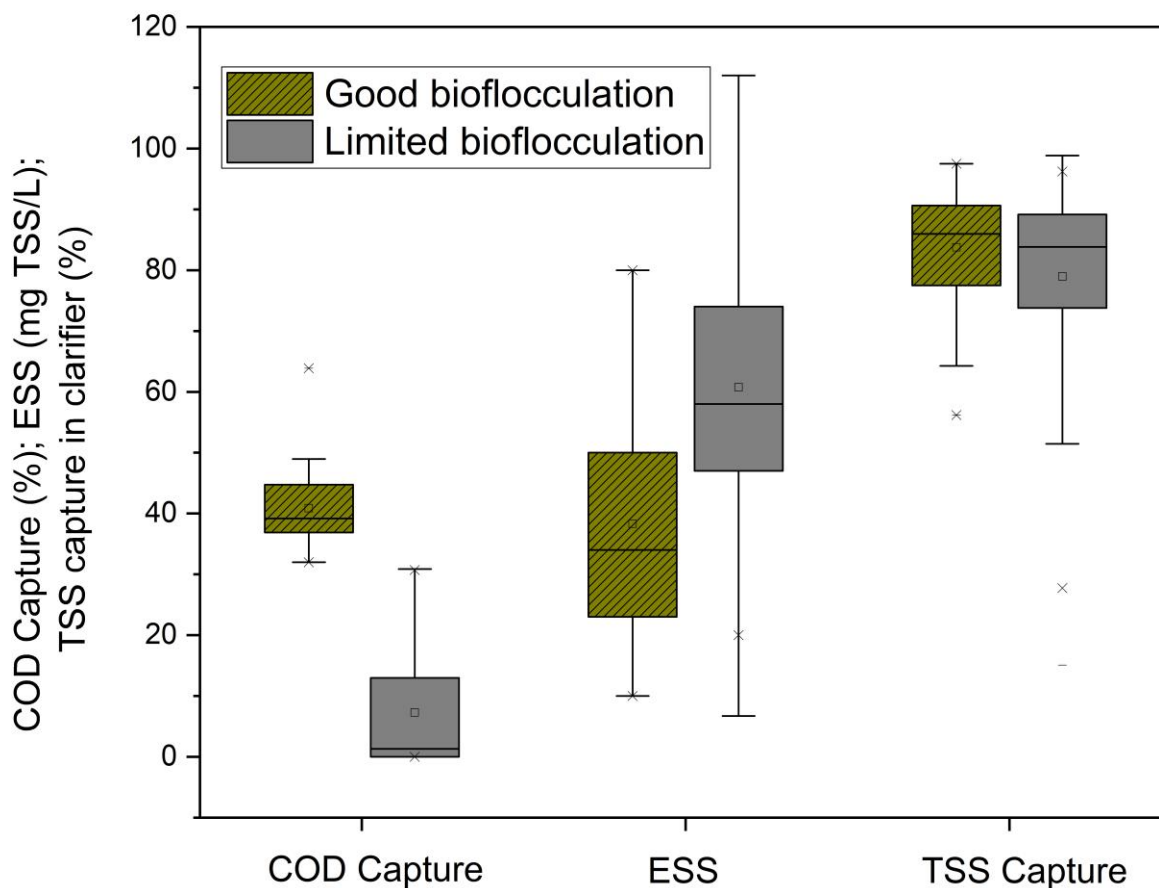 COD Capture (%); ESS (mg TSS/L);
TSS capture in clarifier (%)
120
100
80
60
40
20
0
Good bioflocculation
Limited bioflocculation
COD Capture
ESS
TSS Capture